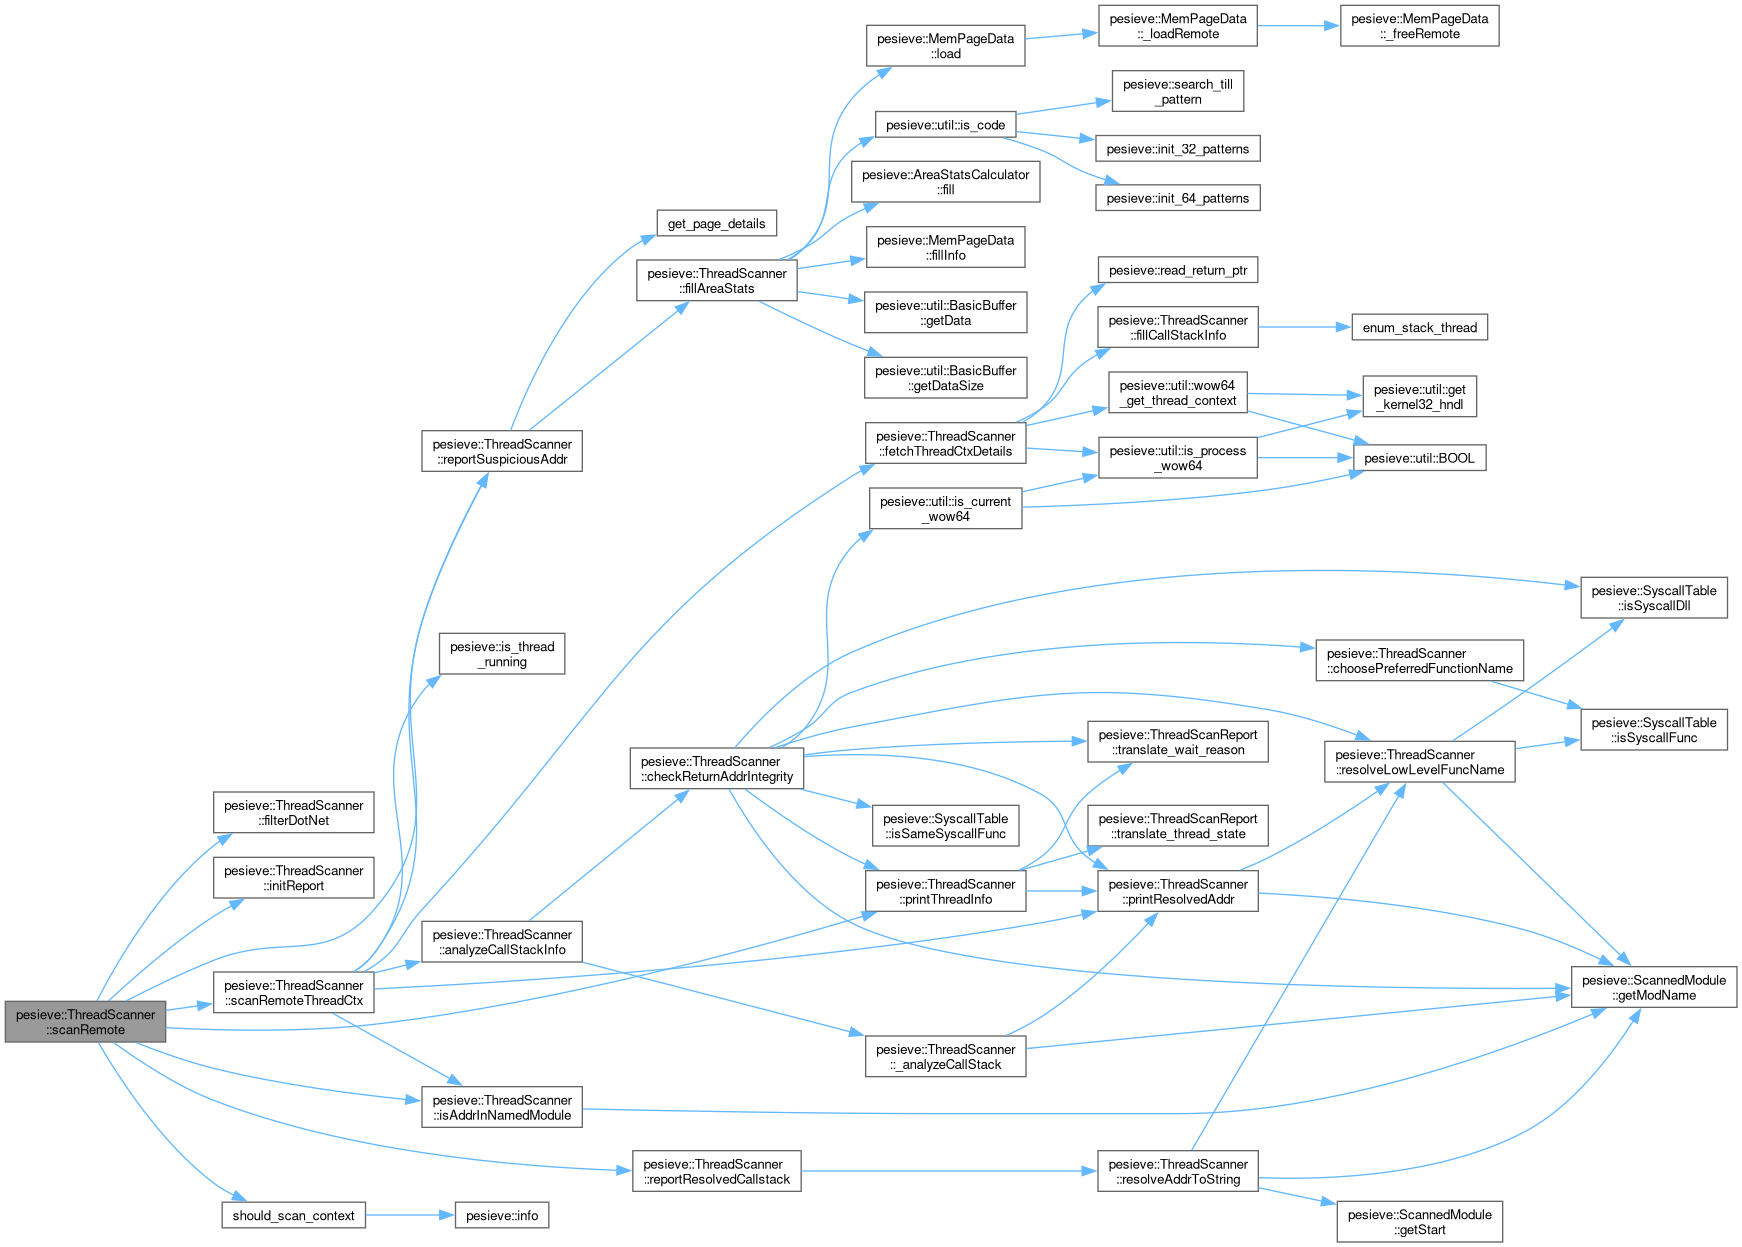 pesieve::ThreadScanner
::scanRemote
pesieve::ThreadScanner
::filterDotNet
pesieve::ThreadScanner
::initReport
pesieve::ThreadScanner
::scanRemoteThreadCtx
should_scan_context
pesieve::ThreadScanner
::reportSuspiciousAddr
pesieve::is_thread
_running
pesieve::ThreadScanner
::analyzeCallStackInfo
pesieve::ThreadScanner
::isAddrInNamedModule
pesieve::info
get_page_details
pesieve::ThreadScanner
::fillAreaStats
pesieve::ThreadScanner
::checkReturnAddrIntegrity
pesieve::ThreadScanner
::reportResolvedCallstack
pesieve::MemPageData
::load
pesieve::util::is_code
pesieve::AreaStatsCalculator
::fill
pesieve::MemPageData
::fillInfo
pesieve::util::BasicBuffer
::getData
pesieve::util::BasicBuffer
::getDataSize
pesieve::ThreadScanner
::fetchThreadCtxDetails
pesieve::util::is_current
_wow64
pesieve::SyscallTable
::isSameSyscallFunc
pesieve::ThreadScanner
::printThreadInfo
pesieve::ThreadScanner
::_analyzeCallStack
pesieve::MemPageData
::_loadRemote
pesieve::search_till
_pattern
pesieve::init_32_patterns
pesieve::init_64_patterns
pesieve::read_return_ptr
pesieve::ThreadScanner
::fillCallStackInfo
pesieve::util::wow64
_get_thread_context
pesieve::util::is_process
_wow64
pesieve::ThreadScanReport
::translate_wait_reason
pesieve::ThreadScanReport
::translate_thread_state
pesieve::ThreadScanner
::printResolvedAddr
pesieve::ThreadScanner
::resolveAddrToString
pesieve::MemPageData
::_freeRemote
enum_stack_thread
pesieve::util::get
_kernel32_hndl
pesieve::util::BOOL
pesieve::ThreadScanner
::choosePreferredFunctionName
pesieve::ThreadScanner
::resolveLowLevelFuncName
pesieve::ScannedModule
::getStart
pesieve::SyscallTable
::isSyscallDll
pesieve::SyscallTable
::isSyscallFunc
pesieve::ScannedModule
::getModName